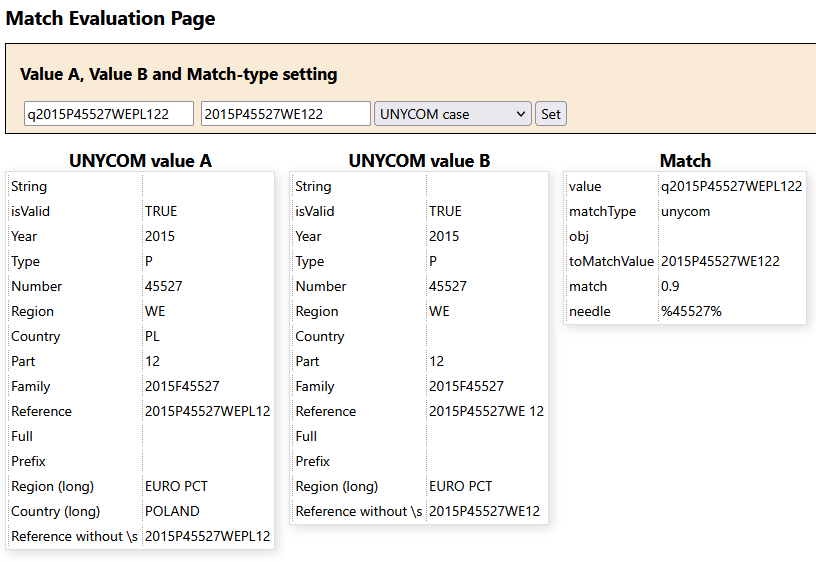 Match Evaluation Page
Value A, Value B and Match-type setting
q2015P45527WEPL122 2015P45527WE122 UNYCOM case Set
UNYCOM value A
String
isValid TRUE
Year 2015
Type P
Number 45527
Region WE
Country PL
Part 12
Family 2015F45527
Reference 2015P45527WEPL12
Full
Prefix
Region (long) EURO PCT
Country (long) POLAND
Reference without \s 2015P45527WEPL12
UNYCOM value B
String
isValid TRUE
Year 2015
Type P
Number 45527
Region WE
Country
Part 12
Family 2015F45527
Reference 2015P45527WE 12
Full
Prefix
Region (long) EURO PCT
Reference without \s 2015P45527WE12
Match
value q2015P45527WEPL122
matchType unycom
obj
toMatchValue 2015P45527WE122
match 0.9
needle %45527%